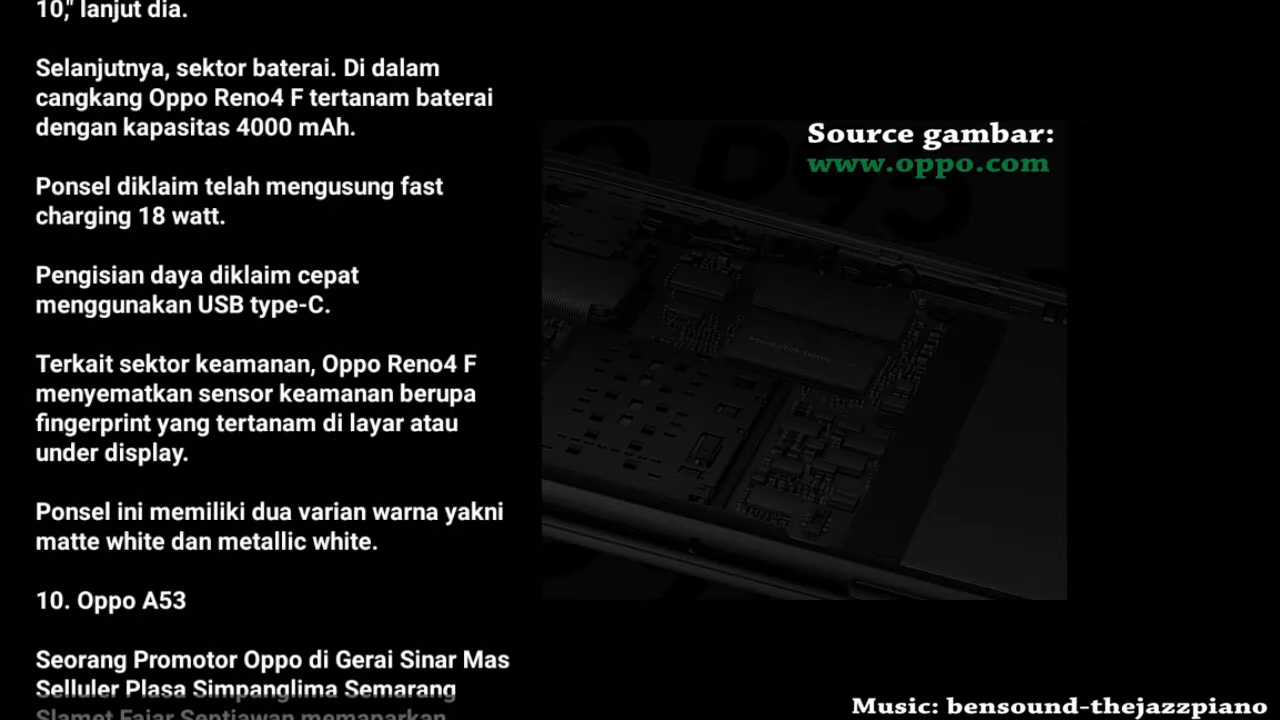 10," lanjut dia.
Selanjutnya, sektor baterai. Di dalam
cangkang Oppo Reno4 F tertanam baterai
dengan kapasitas 4000 mAh.
Ponsel diklaim telah mengusung fast
charging 18 watt.
Pengisian daya diklaim cepat
menggunakan USB type-C.
Terkait sektor keamanan, Oppo Reno4 F
menyematkan sensor keamanan berupa
fingerprint yang tertanam di layar atau
under display.
Ponsel ini memiliki dua varian warna yakni
matte white dan metallic white.
10. Oppo A53
Seorang Promotor Oppo di Gerai Sinar Mas
Selluler Plasa Simpanglima Semarang
Slamet Fajar Septiawan memaparkan
Source gambar:
www.oppo.com
Music: bensound-thejazzpiano